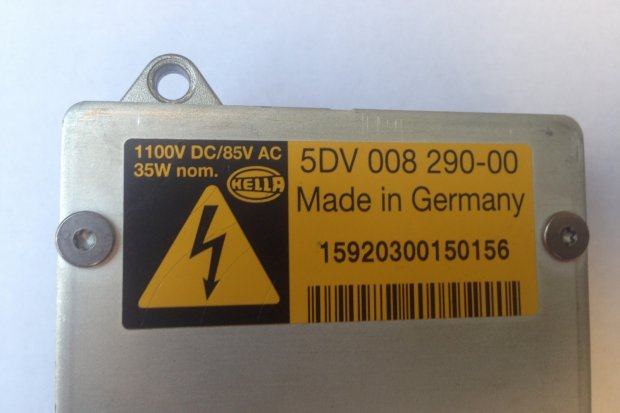 1100V DC/85V AC
35W nom.
HELLA
5DV 008 290-00
Made in Germany
15920300150156